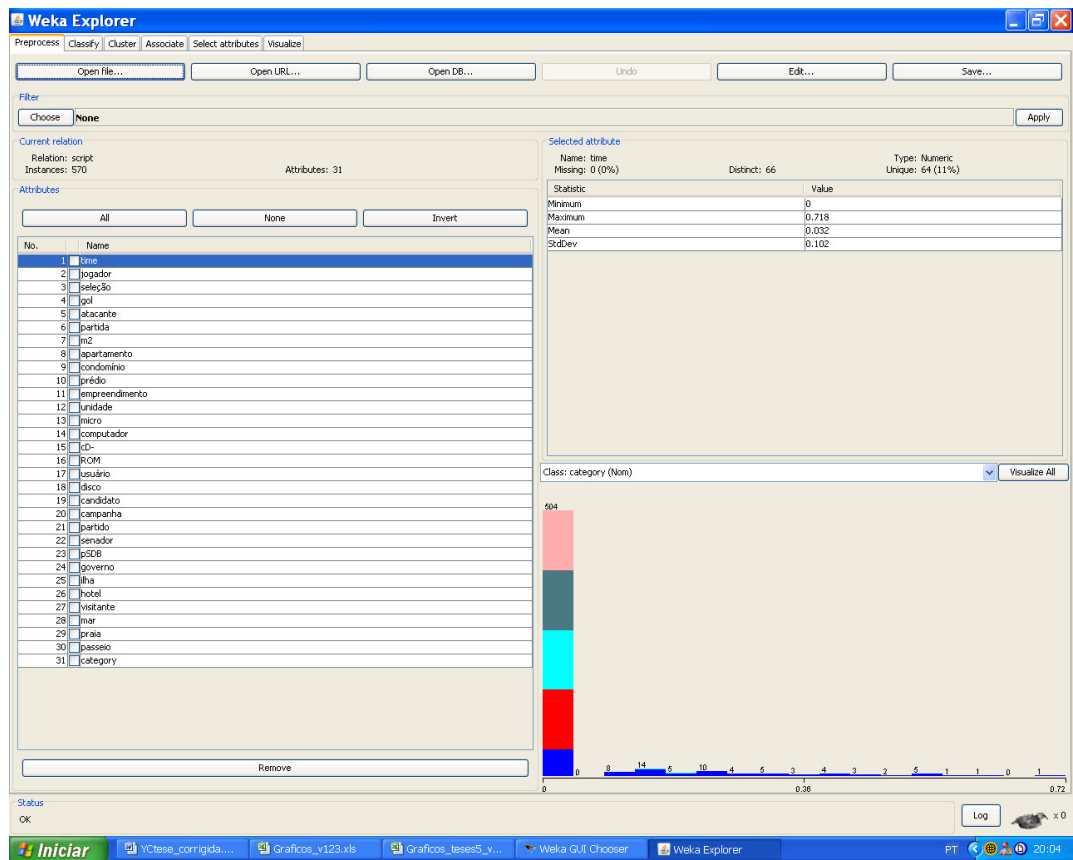 Weka Explorer
Preprocess Classify Cluster Associate Select attributes Visualize
Open file... Open URL... Open DB... Undo Edit... Save...
Filter
Choose None Apply
Current relation
Relation: script
Instances: 570 Attributes: 31
Attributes
All None Invert
No. Name
1 time
2 jogador
3 seleção
4 gol
5 atacante
6 partida
7 m2
8 apartamento
9 condomínio
10 prédio
11 empreendimento
12 unidade
13 micro
14 computador
15 cD-
16 ROM
17 usuário
18 disco
19 candidato
20 campanha
21 partido
22 senador
23 pSDB
24 governo
25 ilha
26 hotel
27 visitante
28 mar
29 praia
30 passeio
31 category
Remove
Selected attribute
Name: time Type: Numeric
Missing: 0 (0%) Distinct: 66 Unique: 64 (11%)
Statistic Value
Minimum 0
Maximum 0.718
Mean 0.032
StdDev 0.102
Class: category (Nom) Visualize All
504
0 8 14 6 10 4 5 3 4 3 2 5 1 1 0 1
0 0.36 0.72
Status
OK
Log x 0
Iniciar YCtese_corrigida.... Graficos_v123.xls Graficos_teses5_v... Weka GUI Chooser Weka Explorer PT 20:04